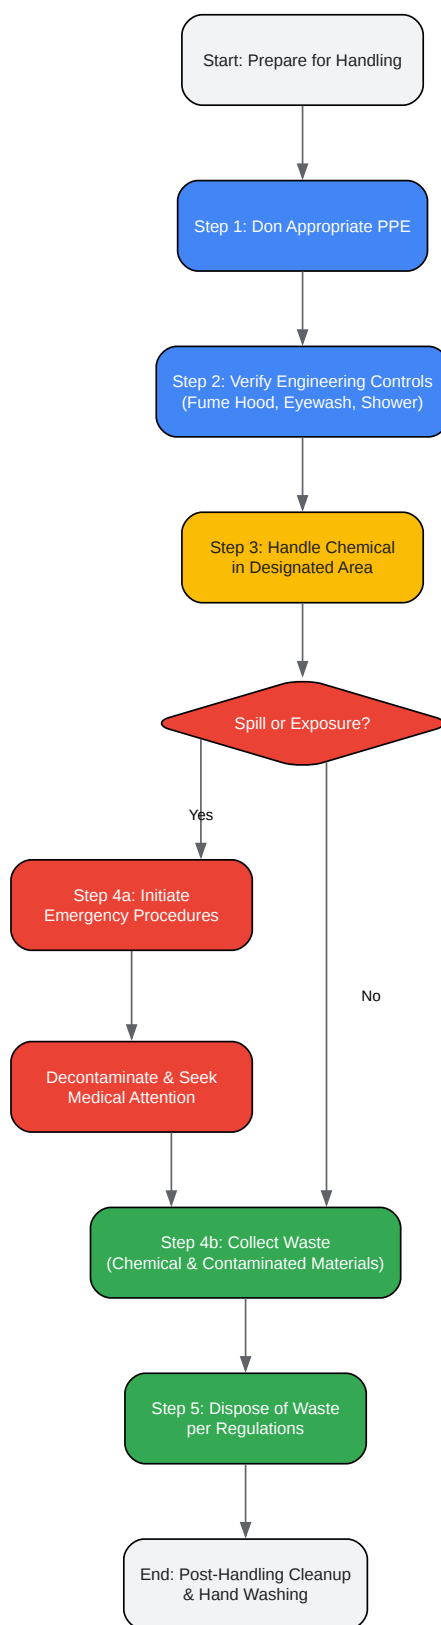 Start: Prepare for Handling
Step 1: Don Appropriate PPE
Step 2: Verify Engineering Controls
(Fume Hood, Eyewash, Shower)
Step 3: Handle Chemical
in Designated Area
Spill or Exposure?
Yes
Step 4a: Initiate
Emergency Procedures
No
Decontaminate & Seek
Medical Attention
Step 4b: Collect Waste
(Chemical & Contaminated Materials)
Step 5: Dispose of Waste
per Regulations
End: Post-Handling Cleanup
& Hand Washing